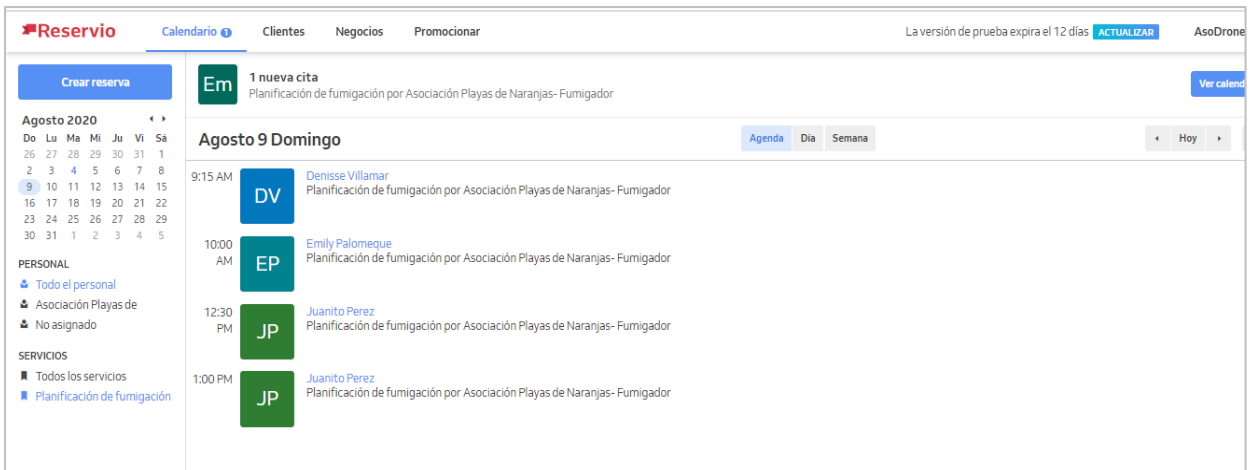 Reservio
Calendario 1 Clientes Negocios Promocionar
La versión de prueba expira el 12 días ACTUALIZAR AsoDrone
Crear reserva
Agosto 2020
Do Lu Ma Mi Ju Vi Sá
26 27 28 29 30 31 1
2 3 4 5 6 7 8
9 10 11 12 13 14 15
16 17 18 19 20 21 22
23 24 25 26 27 28 29
30 31 1 2 3 4 5
PERSONAL
Todo el personal
Asociación Playas de
No asignado
SERVICIOS
Todos los servicios
Planificación de fumigación
Em
1 nueva cita
Planificación de fumigación por Asociación Playas de Naranjas- Fumigador
Ver calend
Agosto 9 Domingo
Agenda Día Semana
Hoy
9:15 AM
DV
Denisse Villamar
Planificación de fumigación por Asociación Playas de Naranjas- Fumigador
10:00
AM
EP
Emily Palomeque
Planificación de fumigación por Asociación Playas de Naranjas- Fumigador
12:30
PM
JP
Juanito Perez
Planificación de fumigación por Asociación Playas de Naranjas- Fumigador
1:00 PM
JP
Juanito Perez
Planificación de fumigación por Asociación Playas de Naranjas- Fumigador